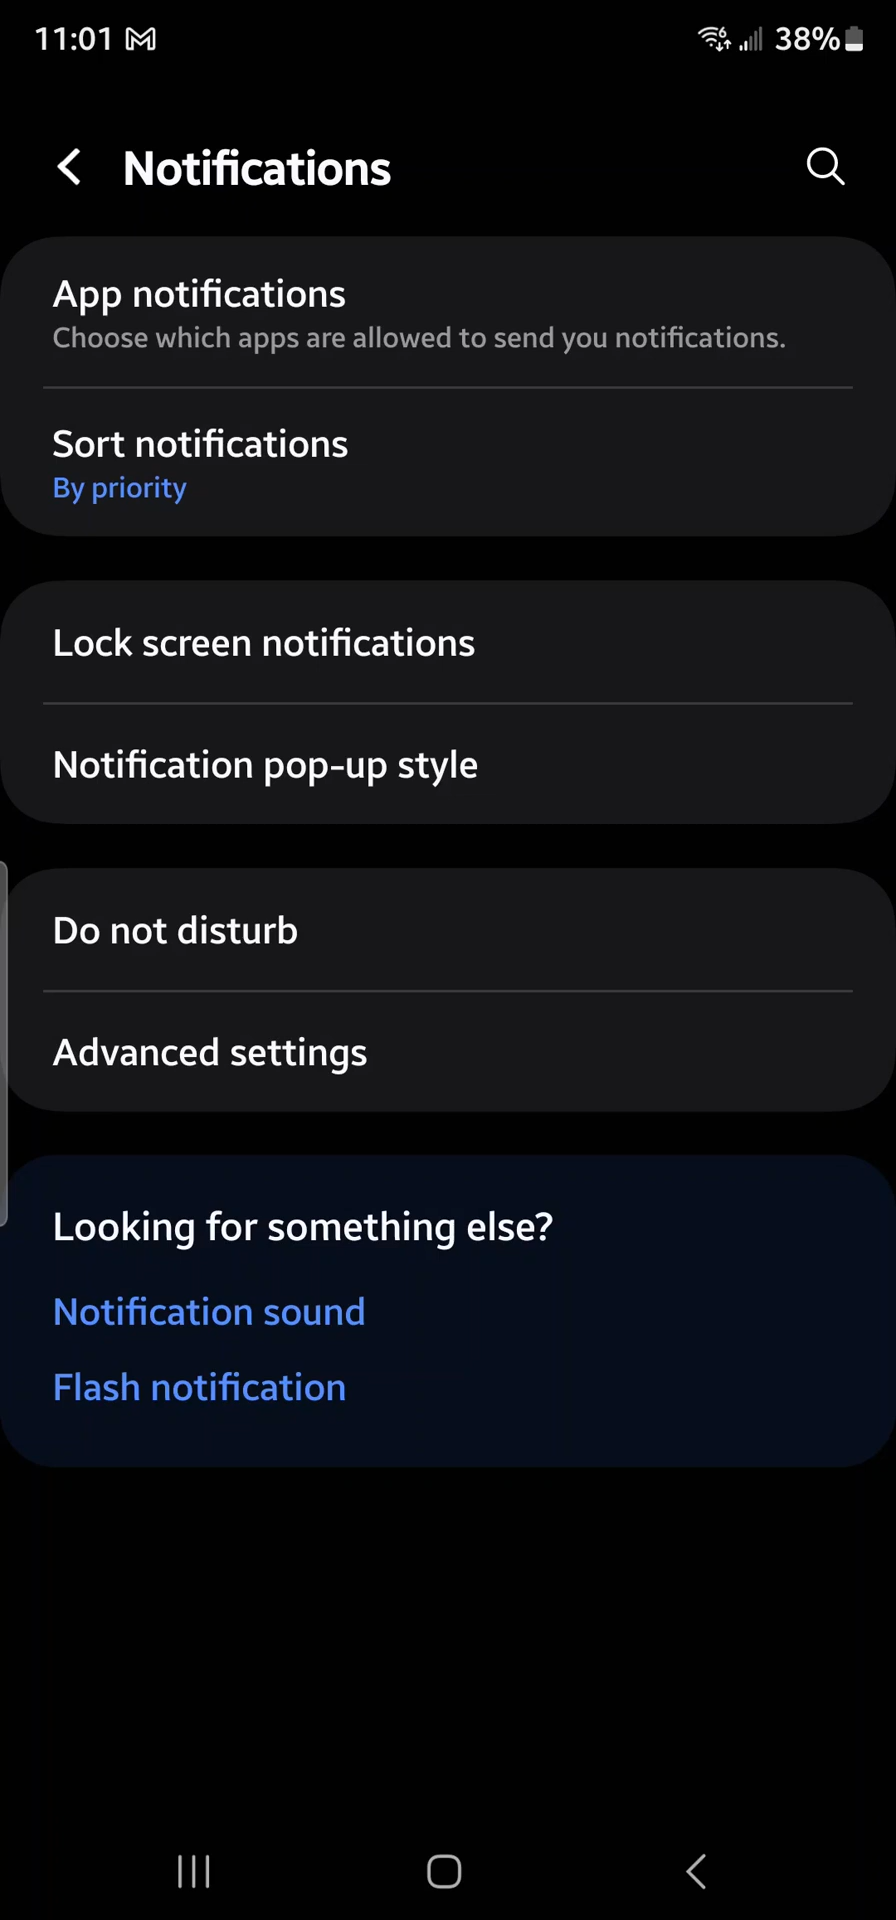 11:01
38%
Notifications
App notifications
Choose which apps are allowed to send you notifications.
Sort notifications
By priority
Lock screen notifications
Notification pop-up style
Do not disturb
Advanced settings
Looking for something else?
Notification sound
Flash notification